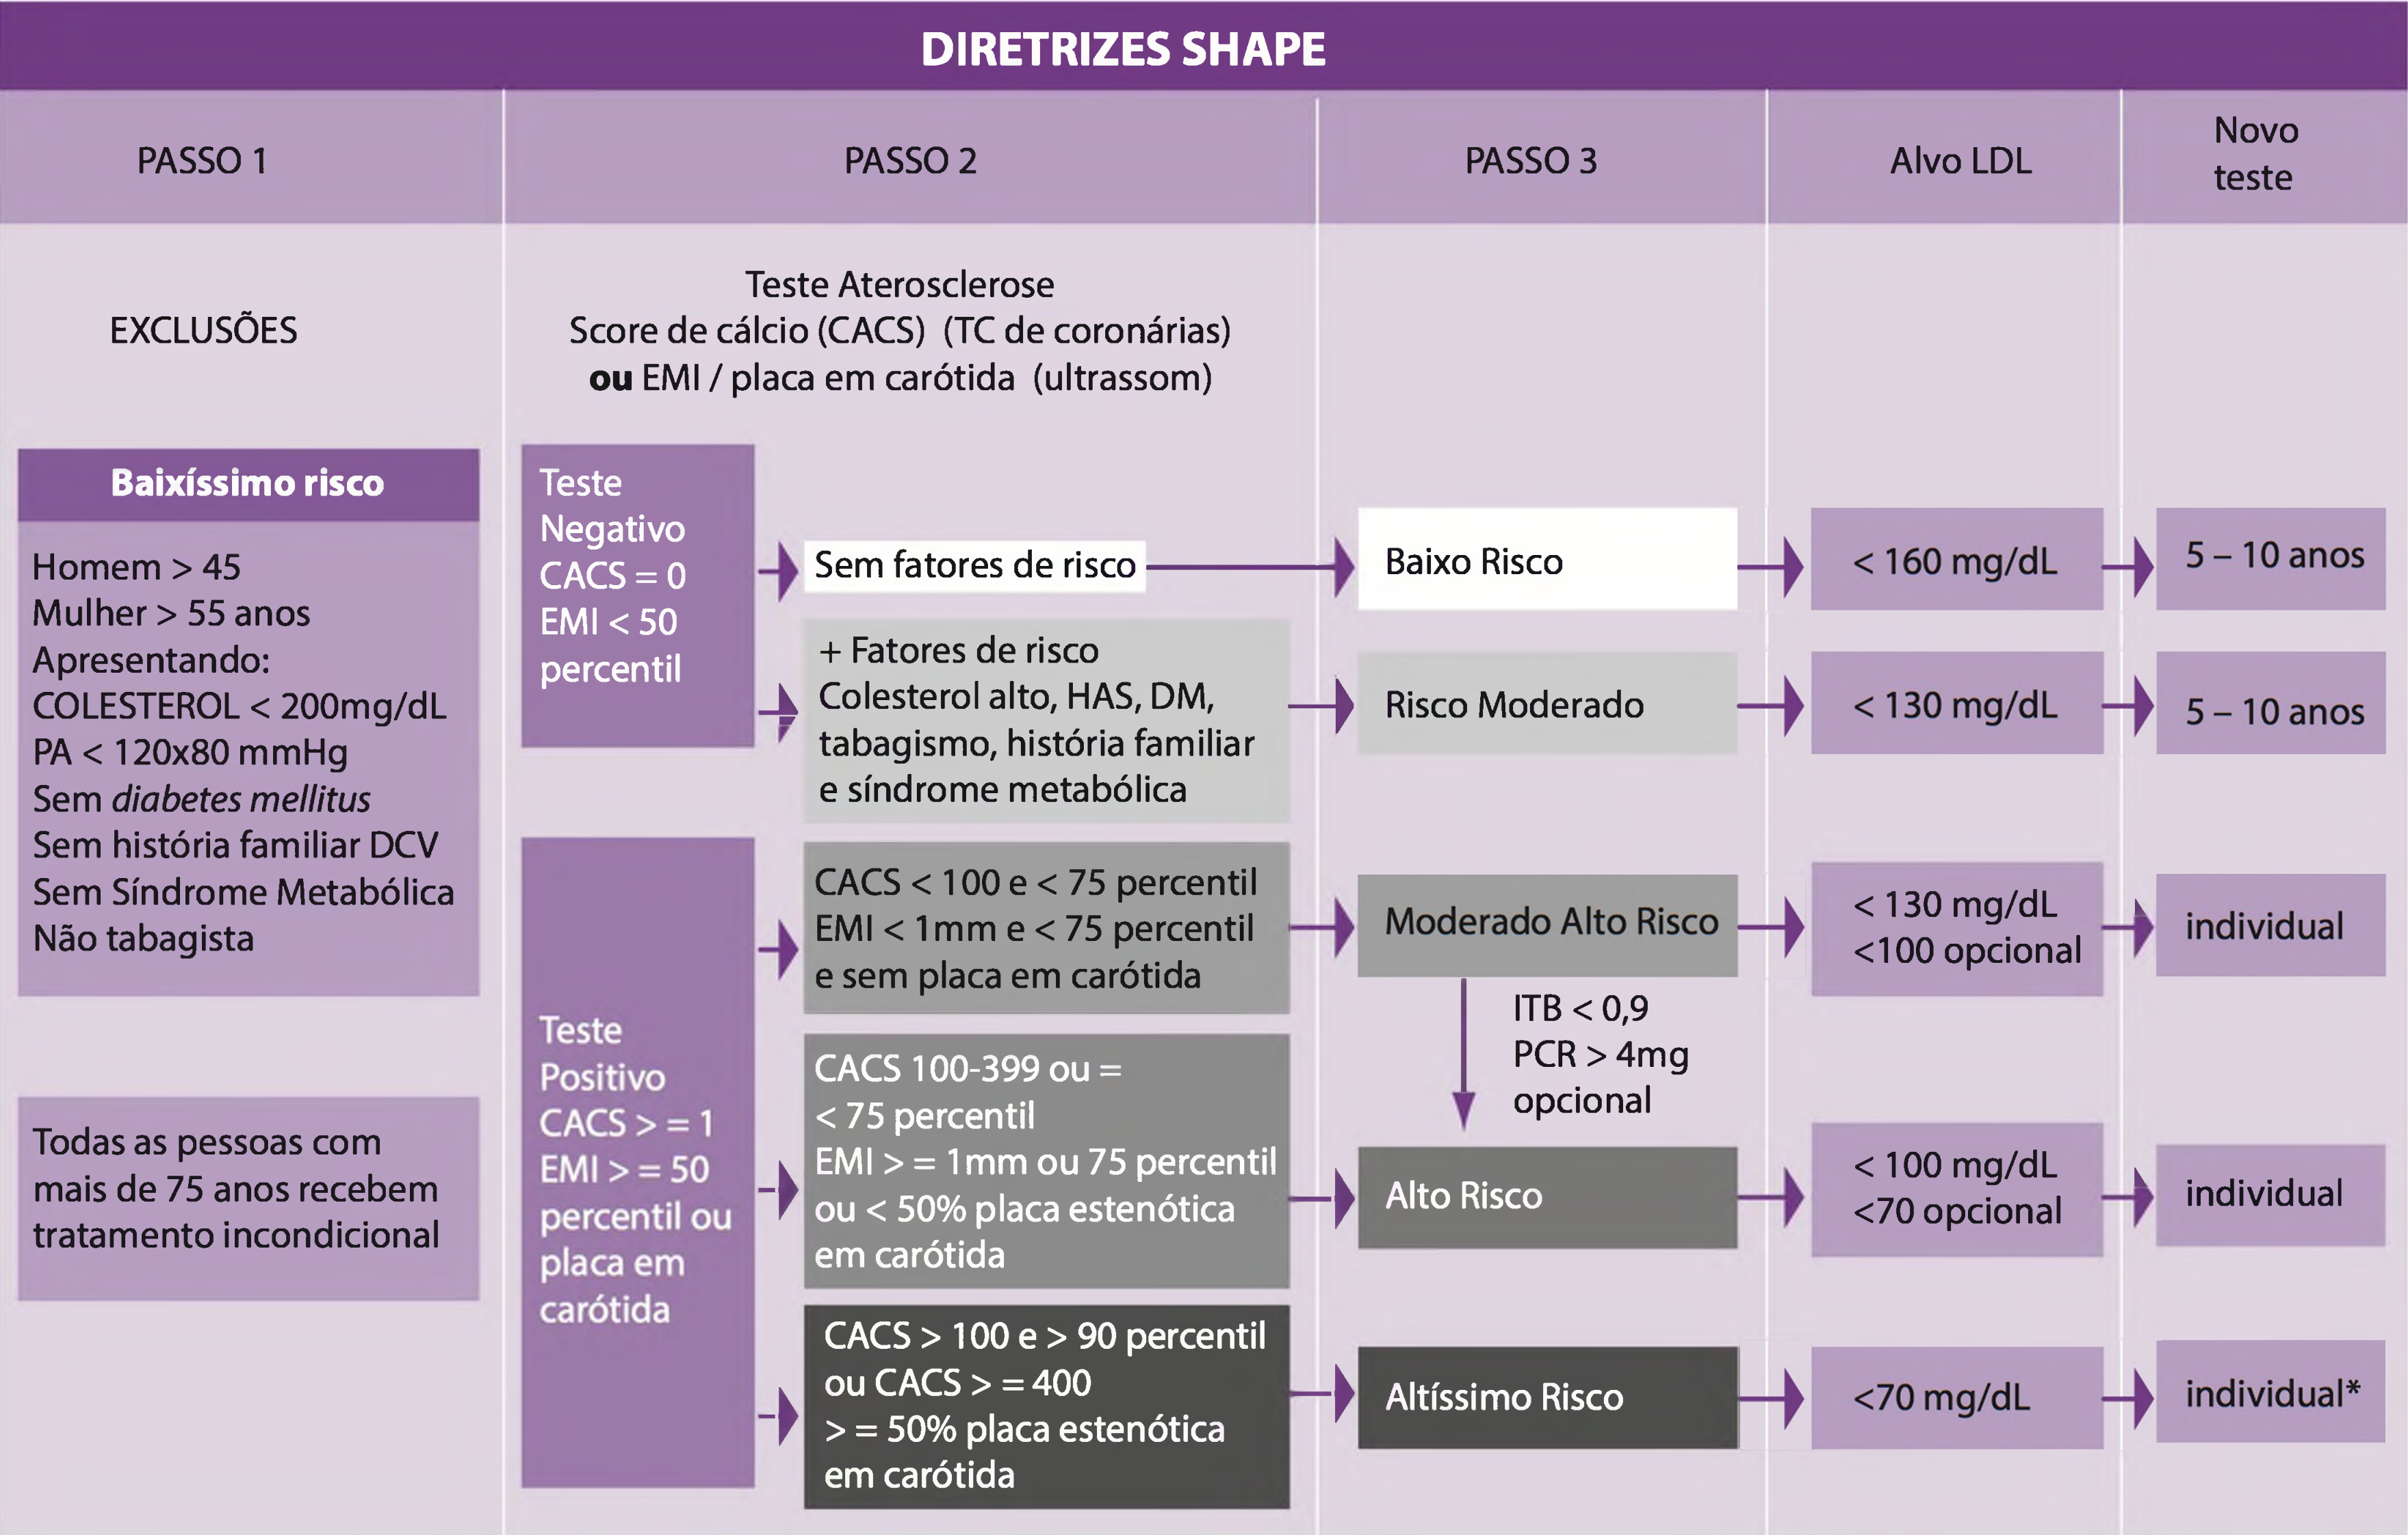 DIRETRIZES SHAPE
PASSO 1
PASSO 2
PASSO 3
Alvo LDL
Novo
teste
EXCLUSÕES
Teste Aterosclerose
Score de cálcio (CACS) (TC de coronárias)
ou EMI / placa em carótida (ultrassom)
Baixíssimo risco
Homem > 45
Mulher > 55 anos
Apresentando:
COLESTEROL < 200mg/dL
PA < 120x80 mmHg
Sem diabetes mellitus
Sem história familiar DCV
Sem Síndrome Metabólica
Não tabagista
Todas as pessoas com
mais de 75 anos recebem
tratamento incondicional
Teste
Negativo
CACS = 0
EMI < 50
percentil
Sem fatores de risco
Baixo Risco
< 160 mg/dL
5 – 10 anos
+ Fatores de risco
Colesterol alto, HAS, DM,
tabagismo, história familiar
e síndrome metabólica
Risco Moderado
< 130 mg/dL
5 – 10 anos
Teste
Positivo
CACS > = 1
EMI > = 50
percentil ou
placa em
carótida
CACS < 100 e < 75 percentil
EMI < 1mm e < 75 percentil
e sem placa em carótida
Moderado Alto Risco
< 130 mg/dL
<100 opcional
individual
ITB < 0,9
PCR > 4mg
opcional
CACS 100-399 ou =
< 75 percentil
EMI > = 1mm ou 75 percentil
ou < 50% placa estenótica
em carótida
Alto Risco
< 100 mg/dL
<70 opcional
individual
CACS > 100 e > 90 percentil
ou CACS > = 400
> = 50% placa estenótica
em carótida
Altíssimo Risco
<70 mg/dL
individual*